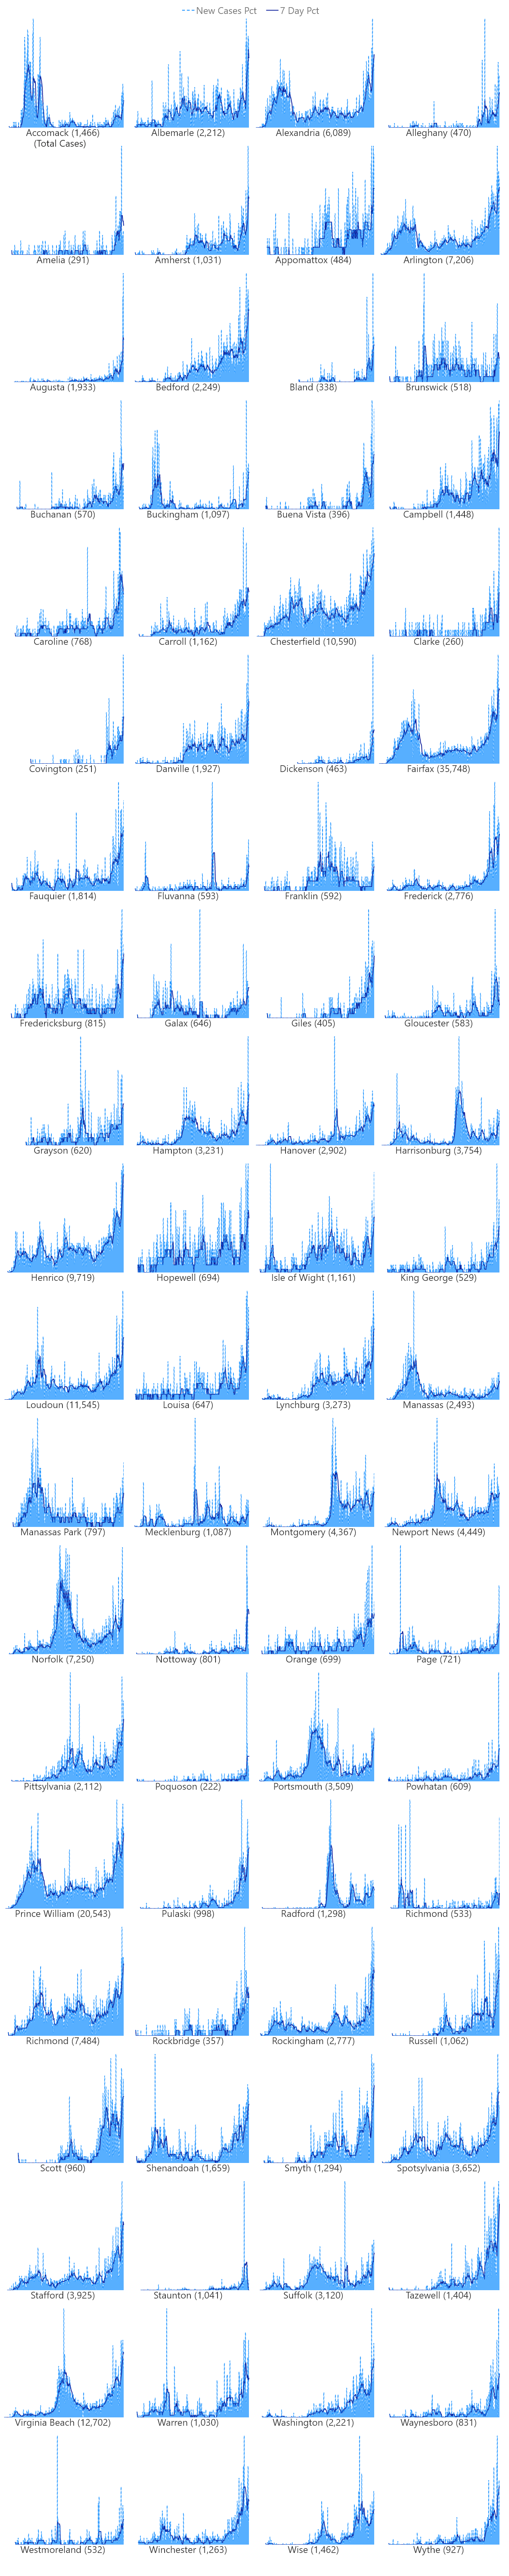 New Cases Pct 7 Day Pct
Accomack (1,466) Albemarle (2,212) Alexandria (6,089) Alleghany (470)
(Total Cases)
Amelia (291) Amherst (1,031) Appomattox (484) Arlington (7,206)
Augusta (1,933) Bedford (2,249) Bland (338) Brunswick (518)
Buchanan (570) Buckingham (1,097) Buena Vista (396) Campbell (1,448)
Caroline (768) Carroll (1,162) Chesterfield (10,590) Clarke (260)
Covington (251) Danville (1,927) Dickenson (463) Fairfax (35,748)
Fauquier (1,814) Fluvanna (593) Franklin (592) Frederick (2,776)
Fredericksburg (815) Galax (646) Giles (405) Gloucester (583)
Grayson (620) Hampton (3,231) Hanover (2,902) Harrisonburg (3,754)
Henrico (9,719) Hopewell (694) Isle of Wight (1,161) King George (529)
Loudoun (11,545) Louisa (647) Lynchburg (3,273) Manassas (2,493)
Manassas Park (797) Mecklenburg (1,087) Montgomery (4,367) Newport News (4,449)
Norfolk (7,250) Nottoway (801) Orange (699) Page (721)
Pittsylvania (2,112) Poquoson (222) Portsmouth (3,509) Powhatan (609)
Prince William (20,543) Pulaski (998) Radford (1,298) Richmond (533)
Richmond (7,484) Rockbridge (357) Rockingham (2,777) Russell (1,062)
Scott (960) Shenandoah (1,659) Smyth (1,294) Spotsylvania (3,652)
Stafford (3,925) Staunton (1,041) Suffolk (3,120) Tazewell (1,404)
Virginia Beach (12,702) Warren (1,030) Washington (2,221) Waynesboro (831)
Westmoreland (532) Winchester (1,263) Wise (1,462) Wythe (927)